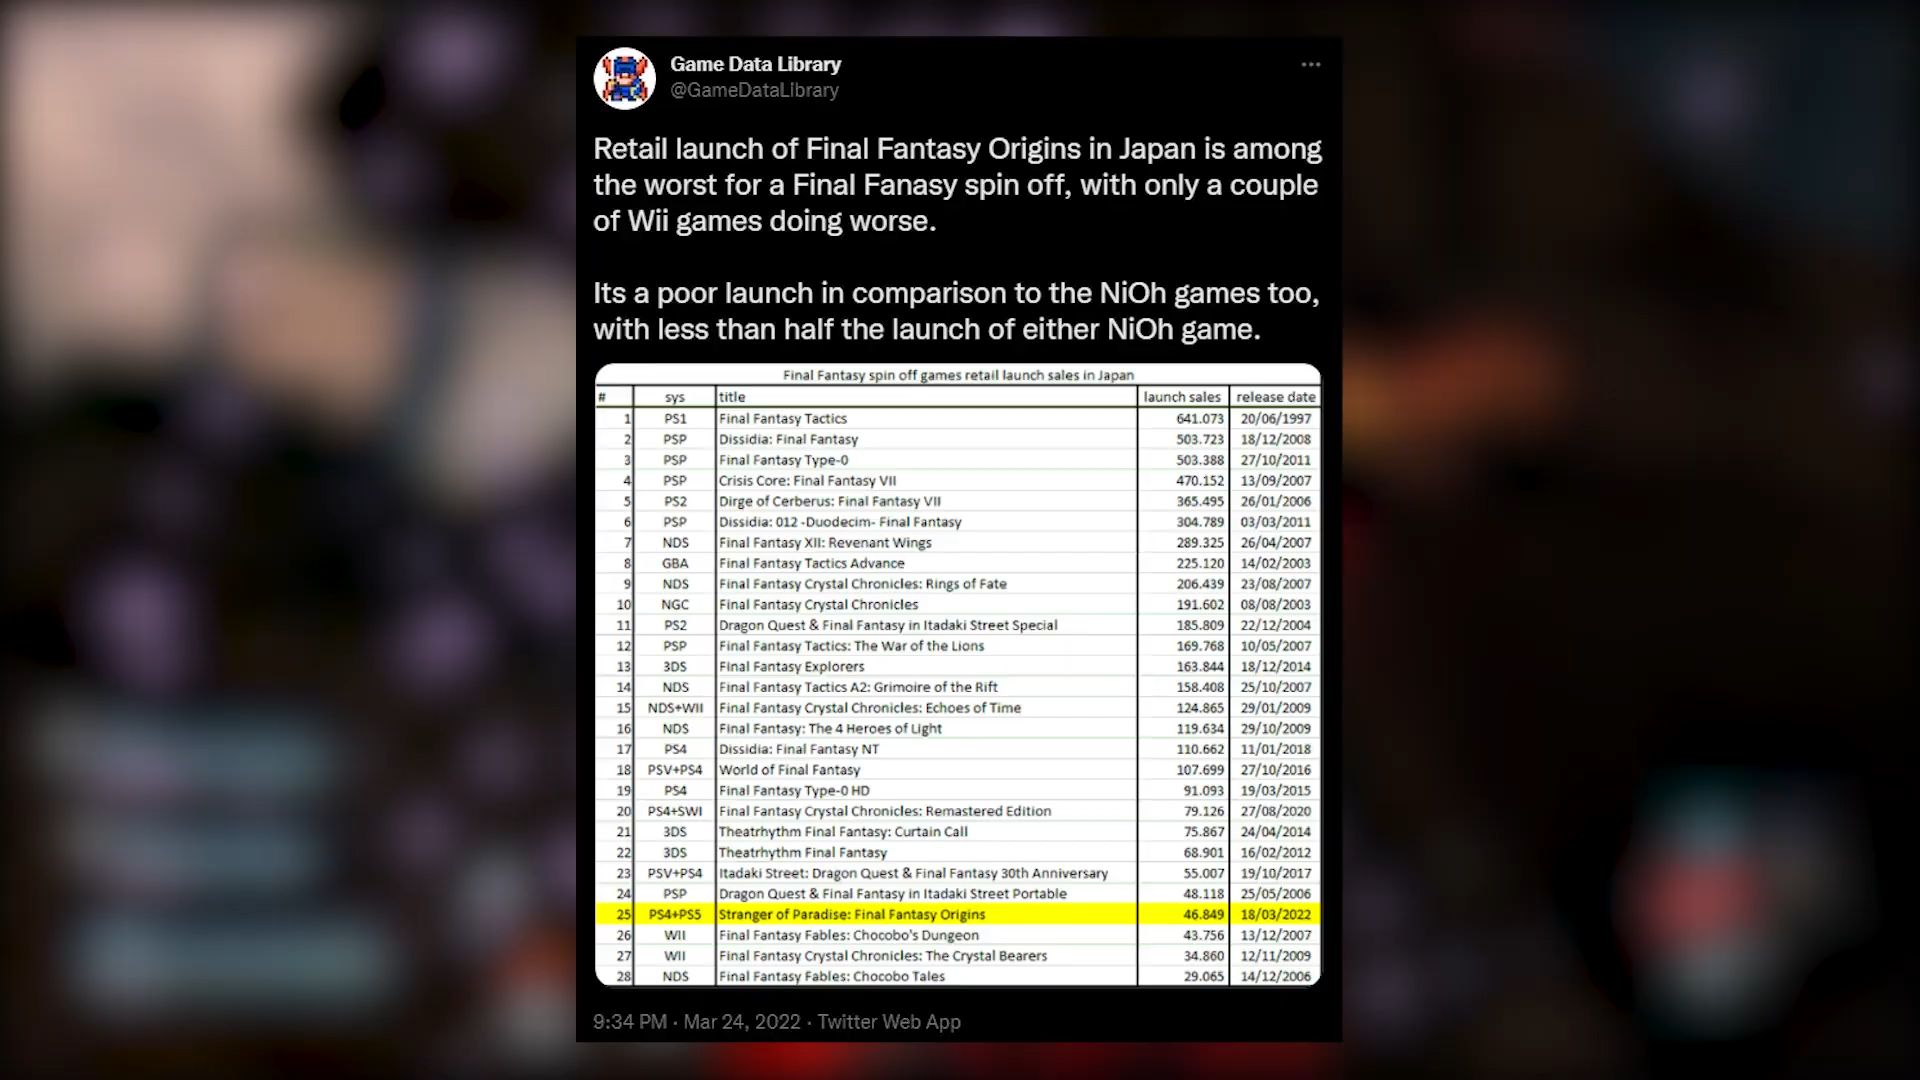 Game Data Library
@GameDataLibrary
Retail launch of Final Fantasy Origins in Japan is among
the worst for a Final Fanasy spin off, with only a couple
of Wii games doing worse.
Its a poor launch in comparison to the NiOh games too,
with less than half the launch of either NiOh game.
Final Fantasy spin off games retail launch sales in Japan
# sys title launch sales release date
1 PS1 Final Fantasy Tactics 641.073 20/06/1997
2 PSP Dissidia: Final Fantasy 503.723 18/12/2008
3 PSP Final Fantasy Type-0 503.388 27/10/2011
4 PSP Crisis Core: Final Fantasy VII 470.152 13/09/2007
5 PS2 Dirge of Cerberus: Final Fantasy VII 365.495 26/01/2006
6 PSP Dissidia: 012 -Duodecim- Final Fantasy 304.789 03/03/2011
7 NDS Final Fantasy XII: Revenant Wings 289.325 26/04/2007
8 GBA Final Fantasy Tactics Advance 225.120 14/02/2003
9 NDS Final Fantasy Crystal Chronicles: Rings of Fate 206.439 23/08/2007
10 NGC Final Fantasy Crystal Chronicles 191.602 08/08/2003
11 PS2 Dragon Quest & Final Fantasy in Itadaki Street Special 185.809 22/12/2004
12 PSP Final Fantasy Tactics: The War of the Lions 169.768 10/05/2007
13 3DS Final Fantasy Explorers 163.844 18/12/2014
14 NDS Final Fantasy Tactics A2: Grimoire of the Rift 158.408 25/10/2007
15 NDS+WII Final Fantasy Crystal Chronicles: Echoes of Time 124.865 29/01/2009
16 NDS Final Fantasy: The 4 Heroes of Light 119.634 29/10/2009
17 PS4 Dissidia: Final Fantasy NT 110.662 11/01/2018
18 PSV+PS4 World of Final Fantasy 107.699 27/10/2016
19 PS4 Final Fantasy Type-0 HD 91.093 19/03/2015
20 PS4+SWI Final Fantasy Crystal Chronicles: Remastered Edition 79.126 27/08/2020
21 3DS Theatrhythm Final Fantasy: Curtain Call 75.867 24/04/2014
22 3DS Theatrhythm Final Fantasy 68.901 16/02/2012
23 PSV+PS4 Itadaki Street: Dragon Quest & Final Fantasy 30th Anniversary 55.007 19/10/2017
24 PSP Dragon Quest & Final Fantasy in Itadaki Street Portable 48.118 25/05/2006
25 PS4+PS5 Stranger of Paradise: Final Fantasy Origins 46.849 18/03/2022
26 WII Final Fantasy Fables: Chocobo's Dungeon 43.756 13/12/2007
27 WII Final Fantasy Crystal Chronicles: The Crystal Bearers 34.860 12/11/2009
28 NDS Final Fantasy Fables: Chocobo Tales 29.065 14/12/2006
9:34 PM · Mar 24, 2022 · Twitter Web App